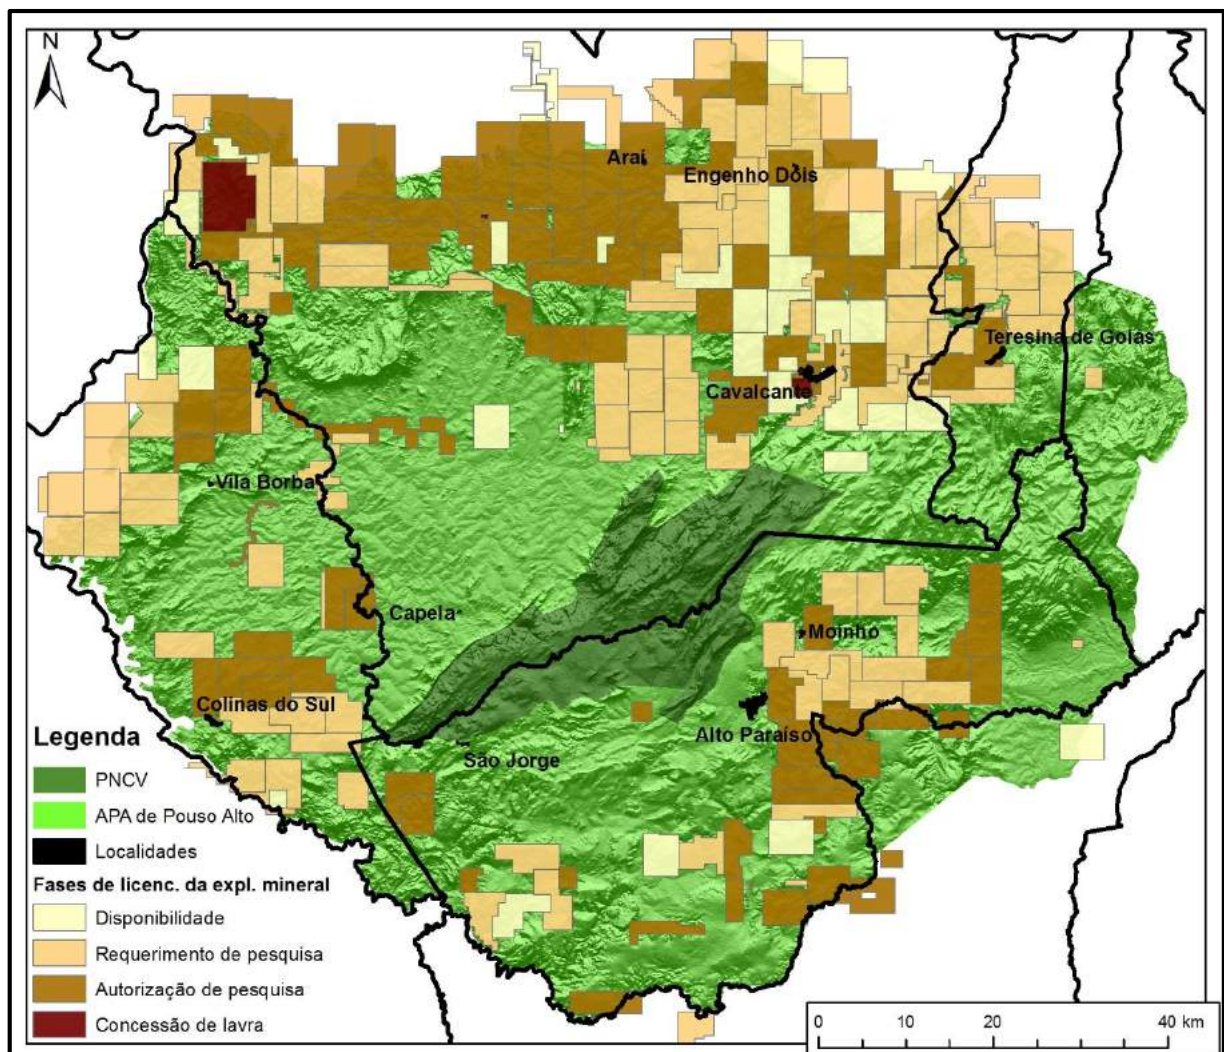 N
Araí
Engenho Dois
Teresina de Goiás
Cavalcante
Vila Borba
Capela
Moinho
Colinas do Sul
Alto Paraíso
São Jorge
Legenda
PNCV
APA de Pouso Alto
Localidades
Fases de licenc. da expl. mineral
Disponibilidade
Requerimento de pesquisa
Autorização de pesquisa
Concessão de lavra
0 10 20 40 km